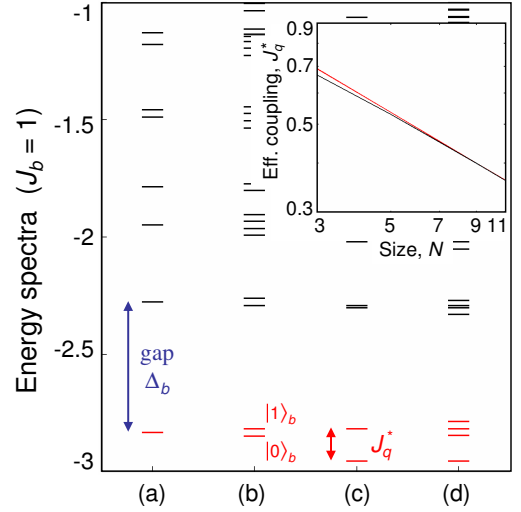 -1
-1.5
-2
-2.5
-3
Energy spectra (J_b = 1)
gap
Δ_b
|1⟩_b
|0⟩_b
J_q^*
(a) (b) (c) (d)
0.9
0.7
0.5
0.3
Eff. coupling, J_q^*
3 5 7 9 11
Size, N